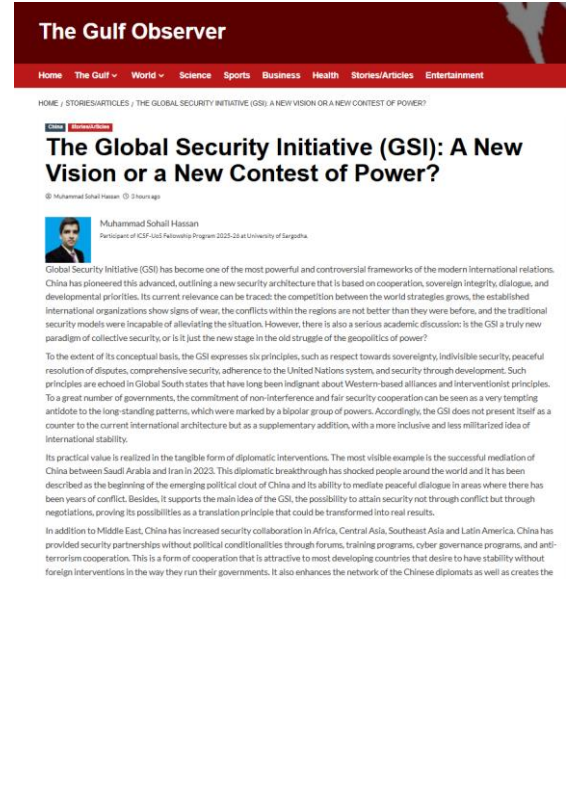 The Gulf Observer
Home The Gulf World Science Sports Business Health Stories/Articles Entertainment
HOME / STORIES/ARTICLES / THE GLOBAL SECURITY INITIATIVE (GSI): A NEW VISION OR A NEW CONTEST OF POWER?
China Stories/Articles
The Global Security Initiative (GSI): A New
Vision or a New Contest of Power?
Muhammad Sohail Hassan 3 hours ago
Muhammad Sohail Hassan
Participant of ICSF-UoS Fellowship Program 2025-26 at University of Sargodha.
Global Security Initiative (GSI) has become one of the most powerful and controversial frameworks of the modern international relations.
China has pioneered this advanced, outlining a new security architecture that is based on cooperation, sovereign integrity, dialogue, and
developmental priorities. Its current relevance can be traced: the competition between the world strategies grows, the established
international organizations show signs of wear, the conflicts within the regions are not better than they were before, and the traditional
security models were incapable of alleviating the situation. However, there is also a serious academic discussion: is the GSI a truly new
paradigm of collective security, or is it just the new stage in the old struggle of the geopolitics of power?
To the extent of its conceptual basis, the GSI expresses six principles, such as respect towards sovereignty, indivisible security, peaceful
resolution of disputes, comprehensive security, adherence to the United Nations system, and security through development. Such
principles are echoed in Global South states that have long been indignant about Western-based alliances and interventionist principles.
To a great number of governments, the commitment of non-interference and fair security cooperation can be seen as a very tempting
antidote to the long-standing patterns, which were marked by a bipolar group of powers. Accordingly, the GSI does not present itself as a
counter to the current international architecture but as a supplementary addition, with a more inclusive and less militarized idea of
international stability.
Its practical value is realized in the tangible form of diplomatic interventions. The most visible example is the successful mediation of
China between Saudi Arabia and Iran in 2023. This diplomatic breakthrough has shocked people around the world and it has been
described as the beginning of the emerging political clout of China and its ability to mediate peaceful dialogue in areas where there has
been years of conflict. Besides, it supports the main idea of the GSI, the possibility to attain security not through conflict but through
negotiations, proving its possibilities as a translation principle that could be transformed into real results.
In addition to Middle East, China has increased security collaboration in Africa, Central Asia, Southeast Asia and Latin America. China has
provided security partnerships without political conditionalities through forums, training programs, cyber governance programs, and anti-
terrorism cooperation. This is a form of cooperation that is attractive to most developing countries that desire to have stability without
foreign interventions in the way they run their governments. It also enhances the network of the Chinese diplomats as well as creates the